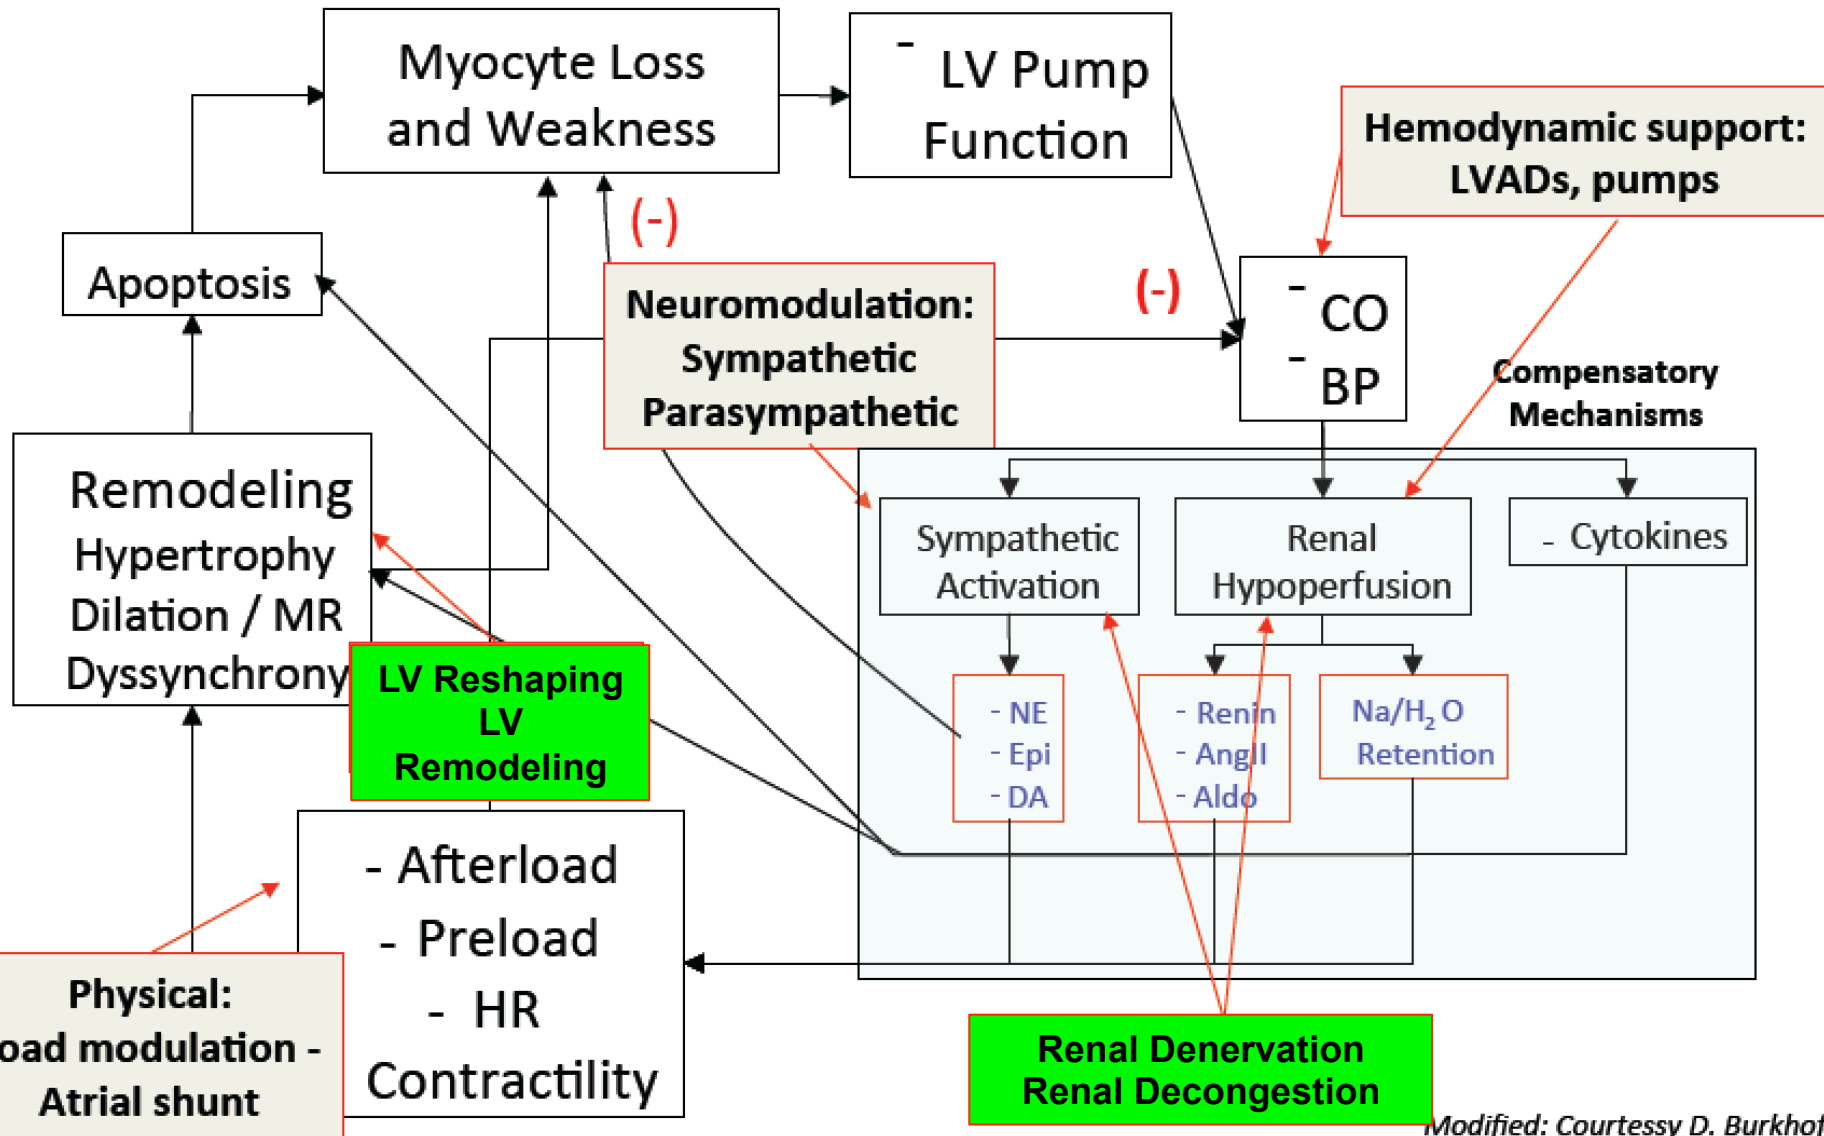 Myocyte Loss
and Weakness
- LV Pump
Function
Hemodynamic support:
LVADs, pumps
(-)
Apoptosis
Neuromodulation:
Sympathetic
Parasympathetic
(-)
- CO
- BP
Compensatory
Mechanisms
Remodeling
Hypertrophy
Dilation / MR
Dyssynchrony
Sympathetic
Activation
Renal
Hypoperfusion
- Cytokines
LV Reshaping
LV
Remodeling
- NE
- Epi
- DA
- Renin
- AngII
- Aldo
Na/H₂O
Retention
- Afterload
- Preload
- HR
Contractility
Physical:
oad modulation -
Atrial shunt
Renal Denervation
Renal Decongestion
Modified: Courtessy D. Burkhof